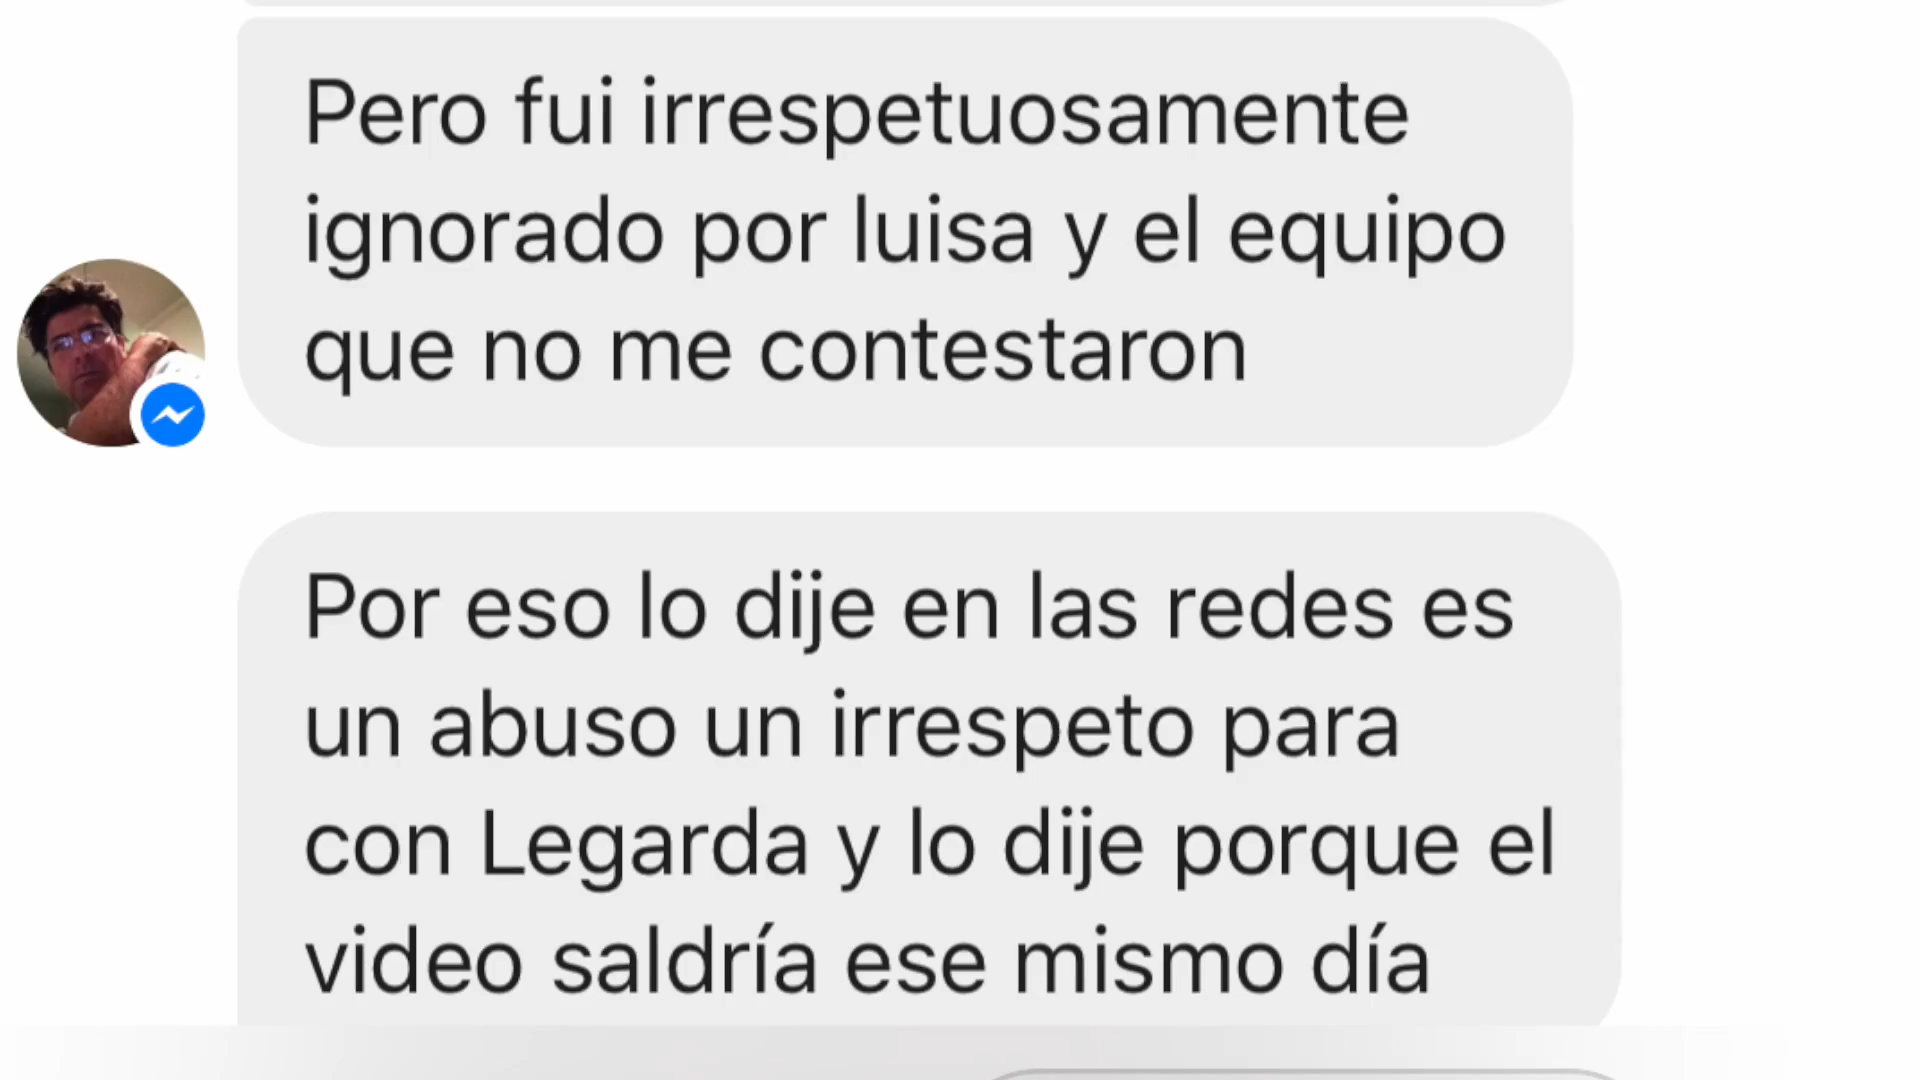 Pero fui irrespetuosamente
ignorado por luisa y el equipo
que no me contestaron
Por eso lo dije en las redes es
un abuso un irrespeto para
con Legarda y lo dije porque el
video saldría ese mismo día